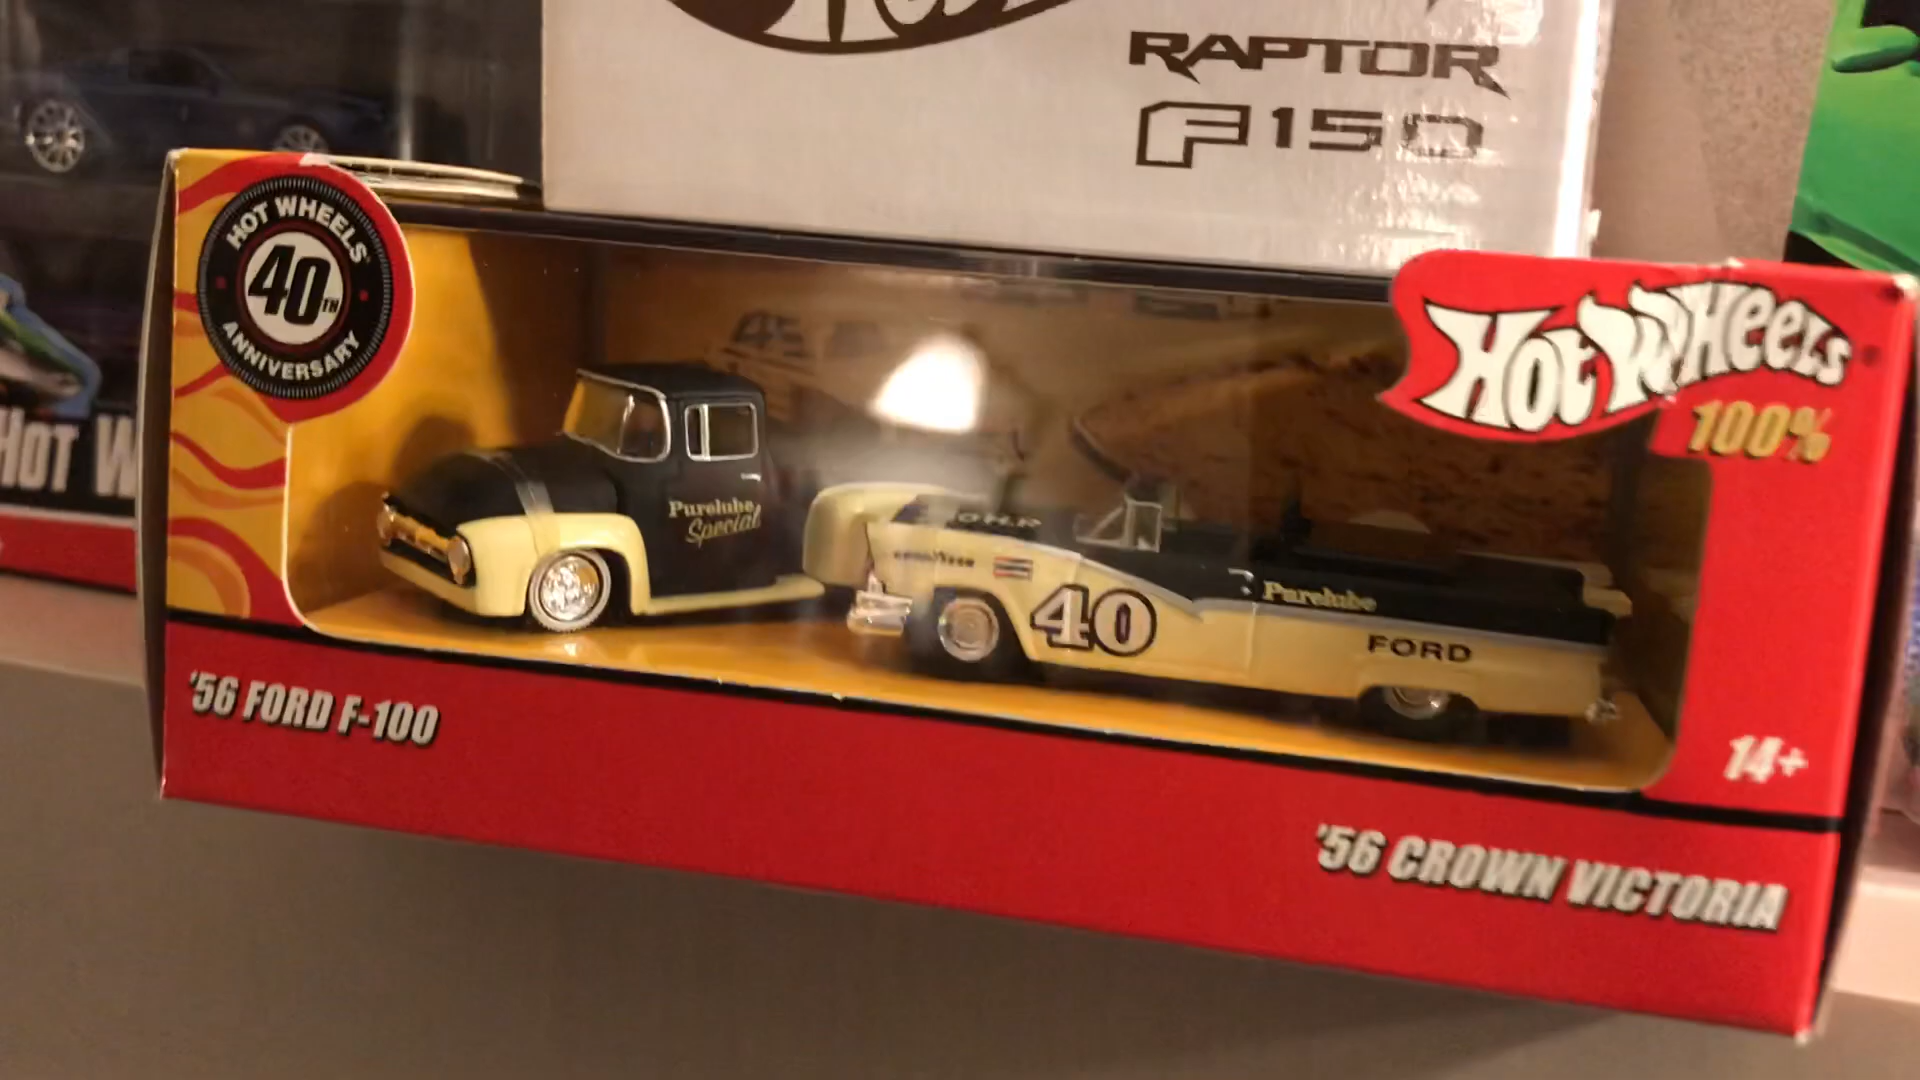 RAPTOR
F150
HOT WHEELS
40TH
ANNIVERSARY
HOT WHEELS
100%
HOT W
45
Purelube
Special
40
Purelube
FORD
'56 FORD F-100
14+
'56 CROWN VICTORIA